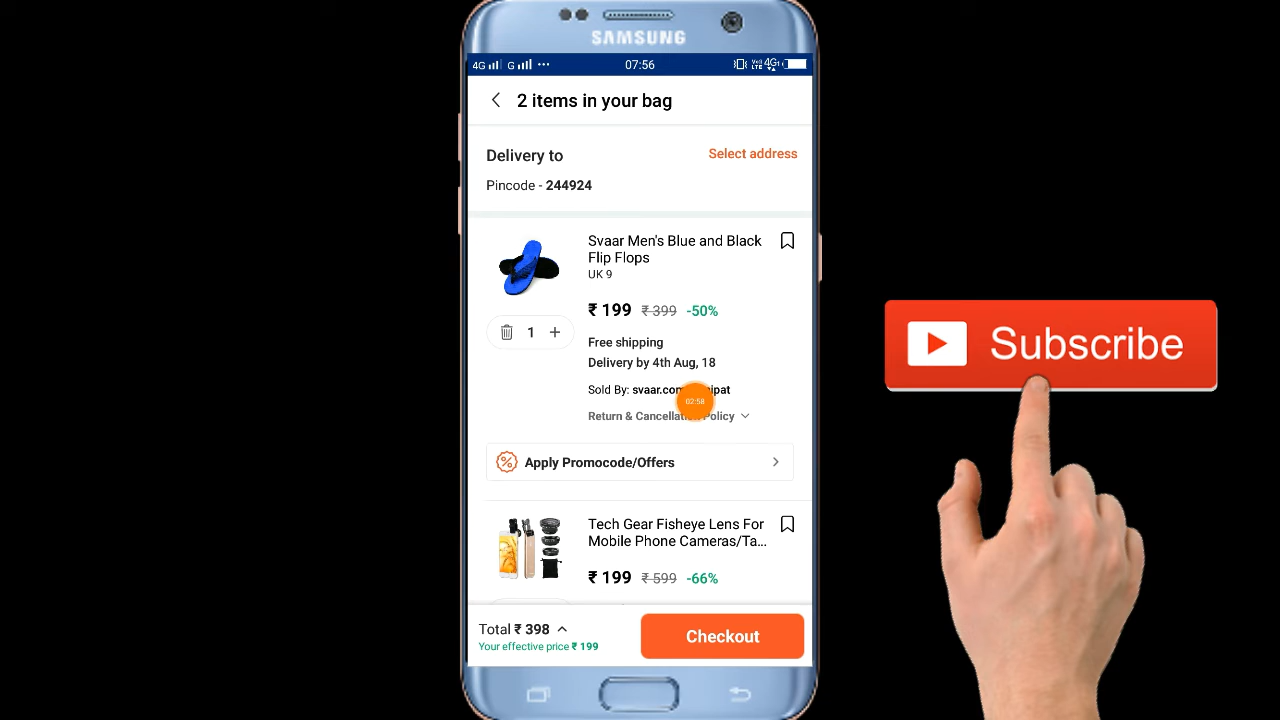 SAMSUNG
4G G ... 07:56 4G
2 items in your bag
Delivery to Select address
Pincode - 244924
Svaar Men's Blue and Black
Flip Flops
UK 9
₹ 199 ₹ 399 -50%
1 +
Free shipping
Delivery by 4th Aug, 18
Sold By: svaar.com
02:58
Return & Cancellation Policy
Apply Promocode/Offers
Tech Gear Fisheye Lens For
Mobile Phone Cameras/Ta...
₹ 199 ₹ 599 -66%
Total ₹ 398
Your effective price ₹ 199
Checkout
Subscribe